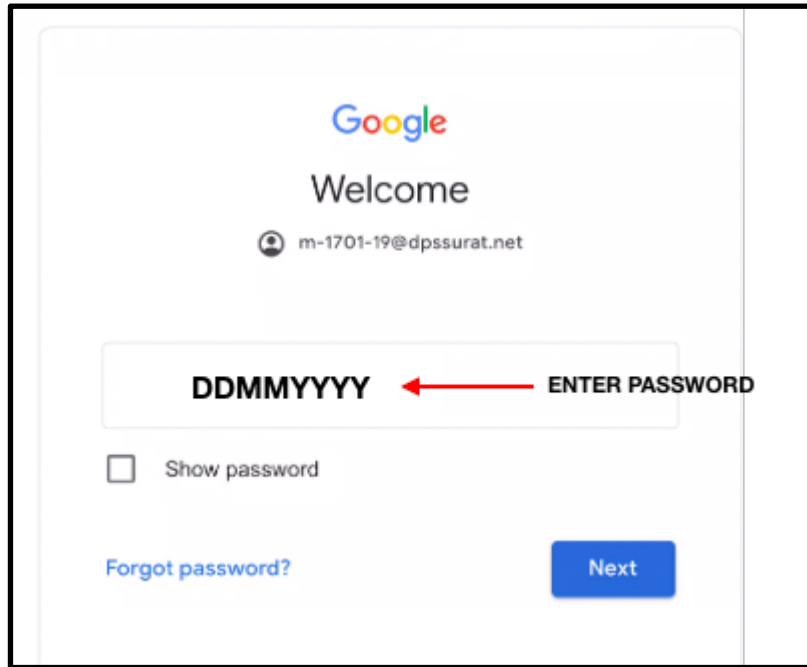 Google
Welcome
m-1701-19@dpssurat.net
DDMMYYYY ENTER PASSWORD
Show password
Forgot password? Next